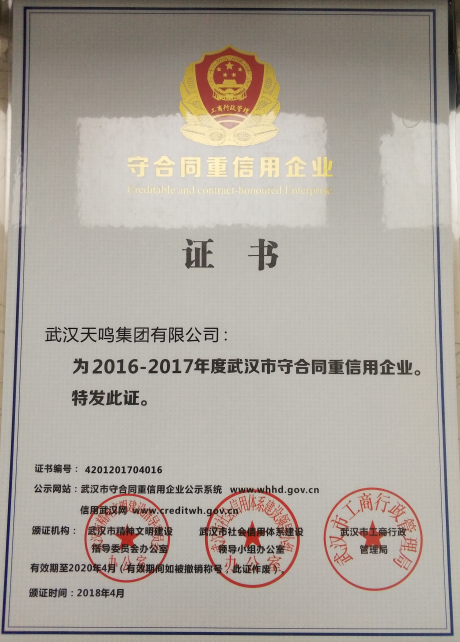 工商行政管理
守合同重信用企业
Creditable and contract-honoured Enterprise
证 书
武汉天鸣集团有限公司：
为2016-2017年度武汉市守合同重信用企业。
特发此证。
证书编号： 4201201704016
公示网站： 武汉市守合同重信用企业公示系统 www.whhd.gov.cn
信用武汉网 www.creditwh.gov.cn
颁证机构： 武汉市精神文明建设 武汉市社会信用体系建设 武汉市工商行政
指导委员会办公室 领导小组办公室 管理局
有效期至2020年4月（有效期间如被撤销称号，此证作废）。
颁证时间：2018年4月
办公室
办公室
武汉市工商行政管理局